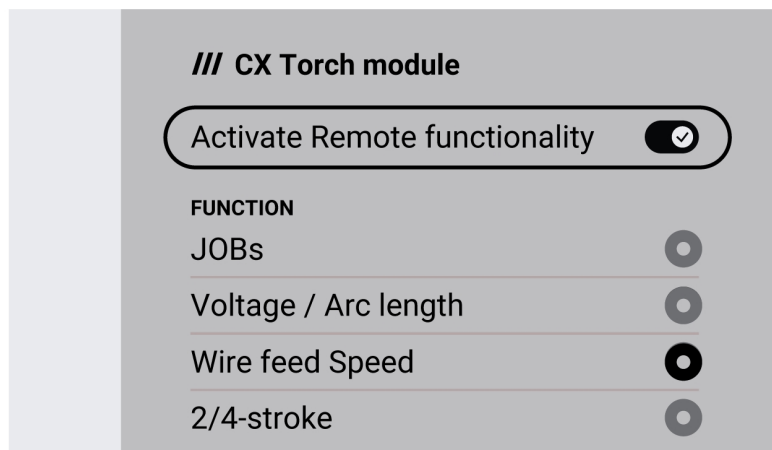 /// CX Torch module
Activate Remote functionality
FUNCTION
JOBs
Voltage / Arc length
Wire feed Speed
2/4-stroke